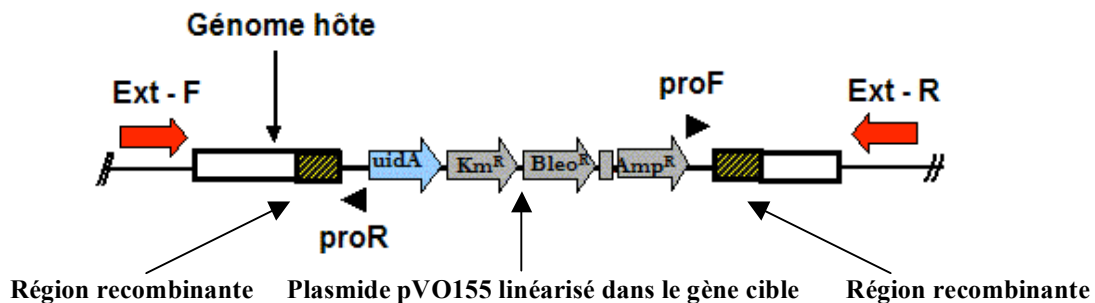 Génome hôte
Ext - F
proF
Ext - R
uidA
Km^R
Bleo^R
Amp^R
proR
Région recombinante
Plasmide pVO155 linéarisé dans le gène cible
Région recombinante